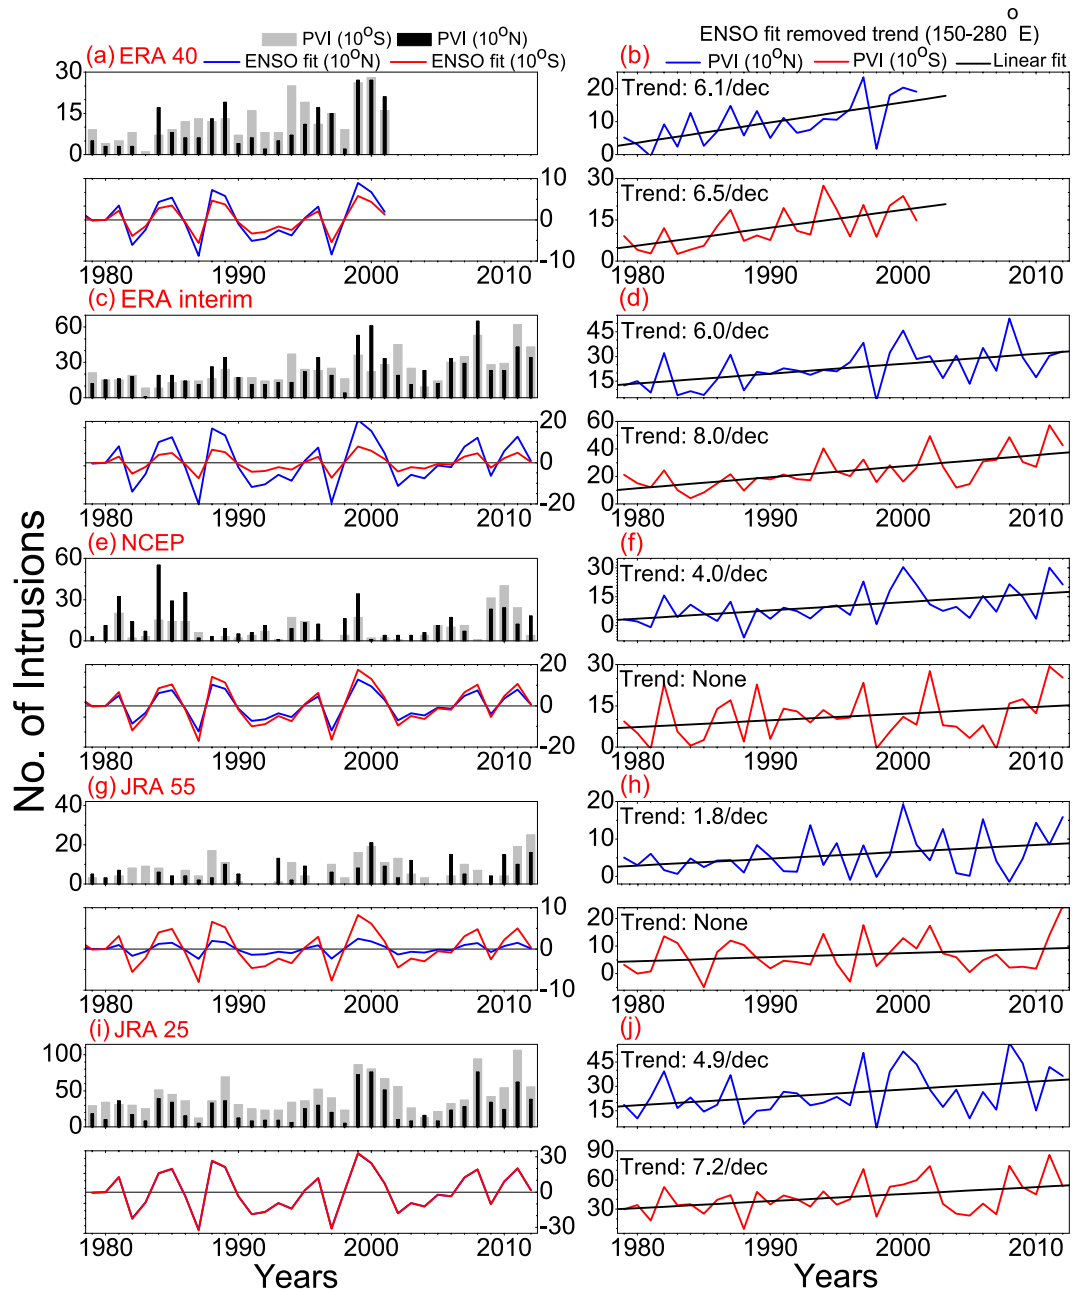 PVI (10°S) PVI (10°N)
(a) ERA 40
ENSO fit (10°N) ENSO fit (10°S)
30
15
0
10
0
-10
1980 1990 2000 2010
ENSO fit removed trend (150-280°E)
(b) PVI (10°N) PVI (10°S) Linear fit
Trend: 6.1/dec
20
10
0
Trend: 6.5/dec
30
15
0
1980 1990 2000 2010
(c) ERA interim
60
30
0
20
0
-20
1980 1990 2000 2010
(d)
Trend: 6.0/dec
45
30
15
Trend: 8.0/dec
60
40
20
0
1980 1990 2000 2010
(e) NCEP
60
30
0
20
0
-20
1980 1990 2000 2010
(f)
Trend: 4.0/dec
30
20
10
0
Trend: None
30
15
0
1980 1990 2000 2010
(g) JRA 55
40
20
0
10
0
-10
1980 1990 2000 2010
(h)
Trend: 1.8/dec
20
10
0
Trend: None
20
10
0
1980 1990 2000 2010
(i) JRA 25
100
50
0
30
0
-30
1980 1990 2000 2010
(j)
Trend: 4.9/dec
45
30
15
Trend: 7.2/dec
90
60
30
1980 1990 2000 2010
No. of Intrusions
Years Years